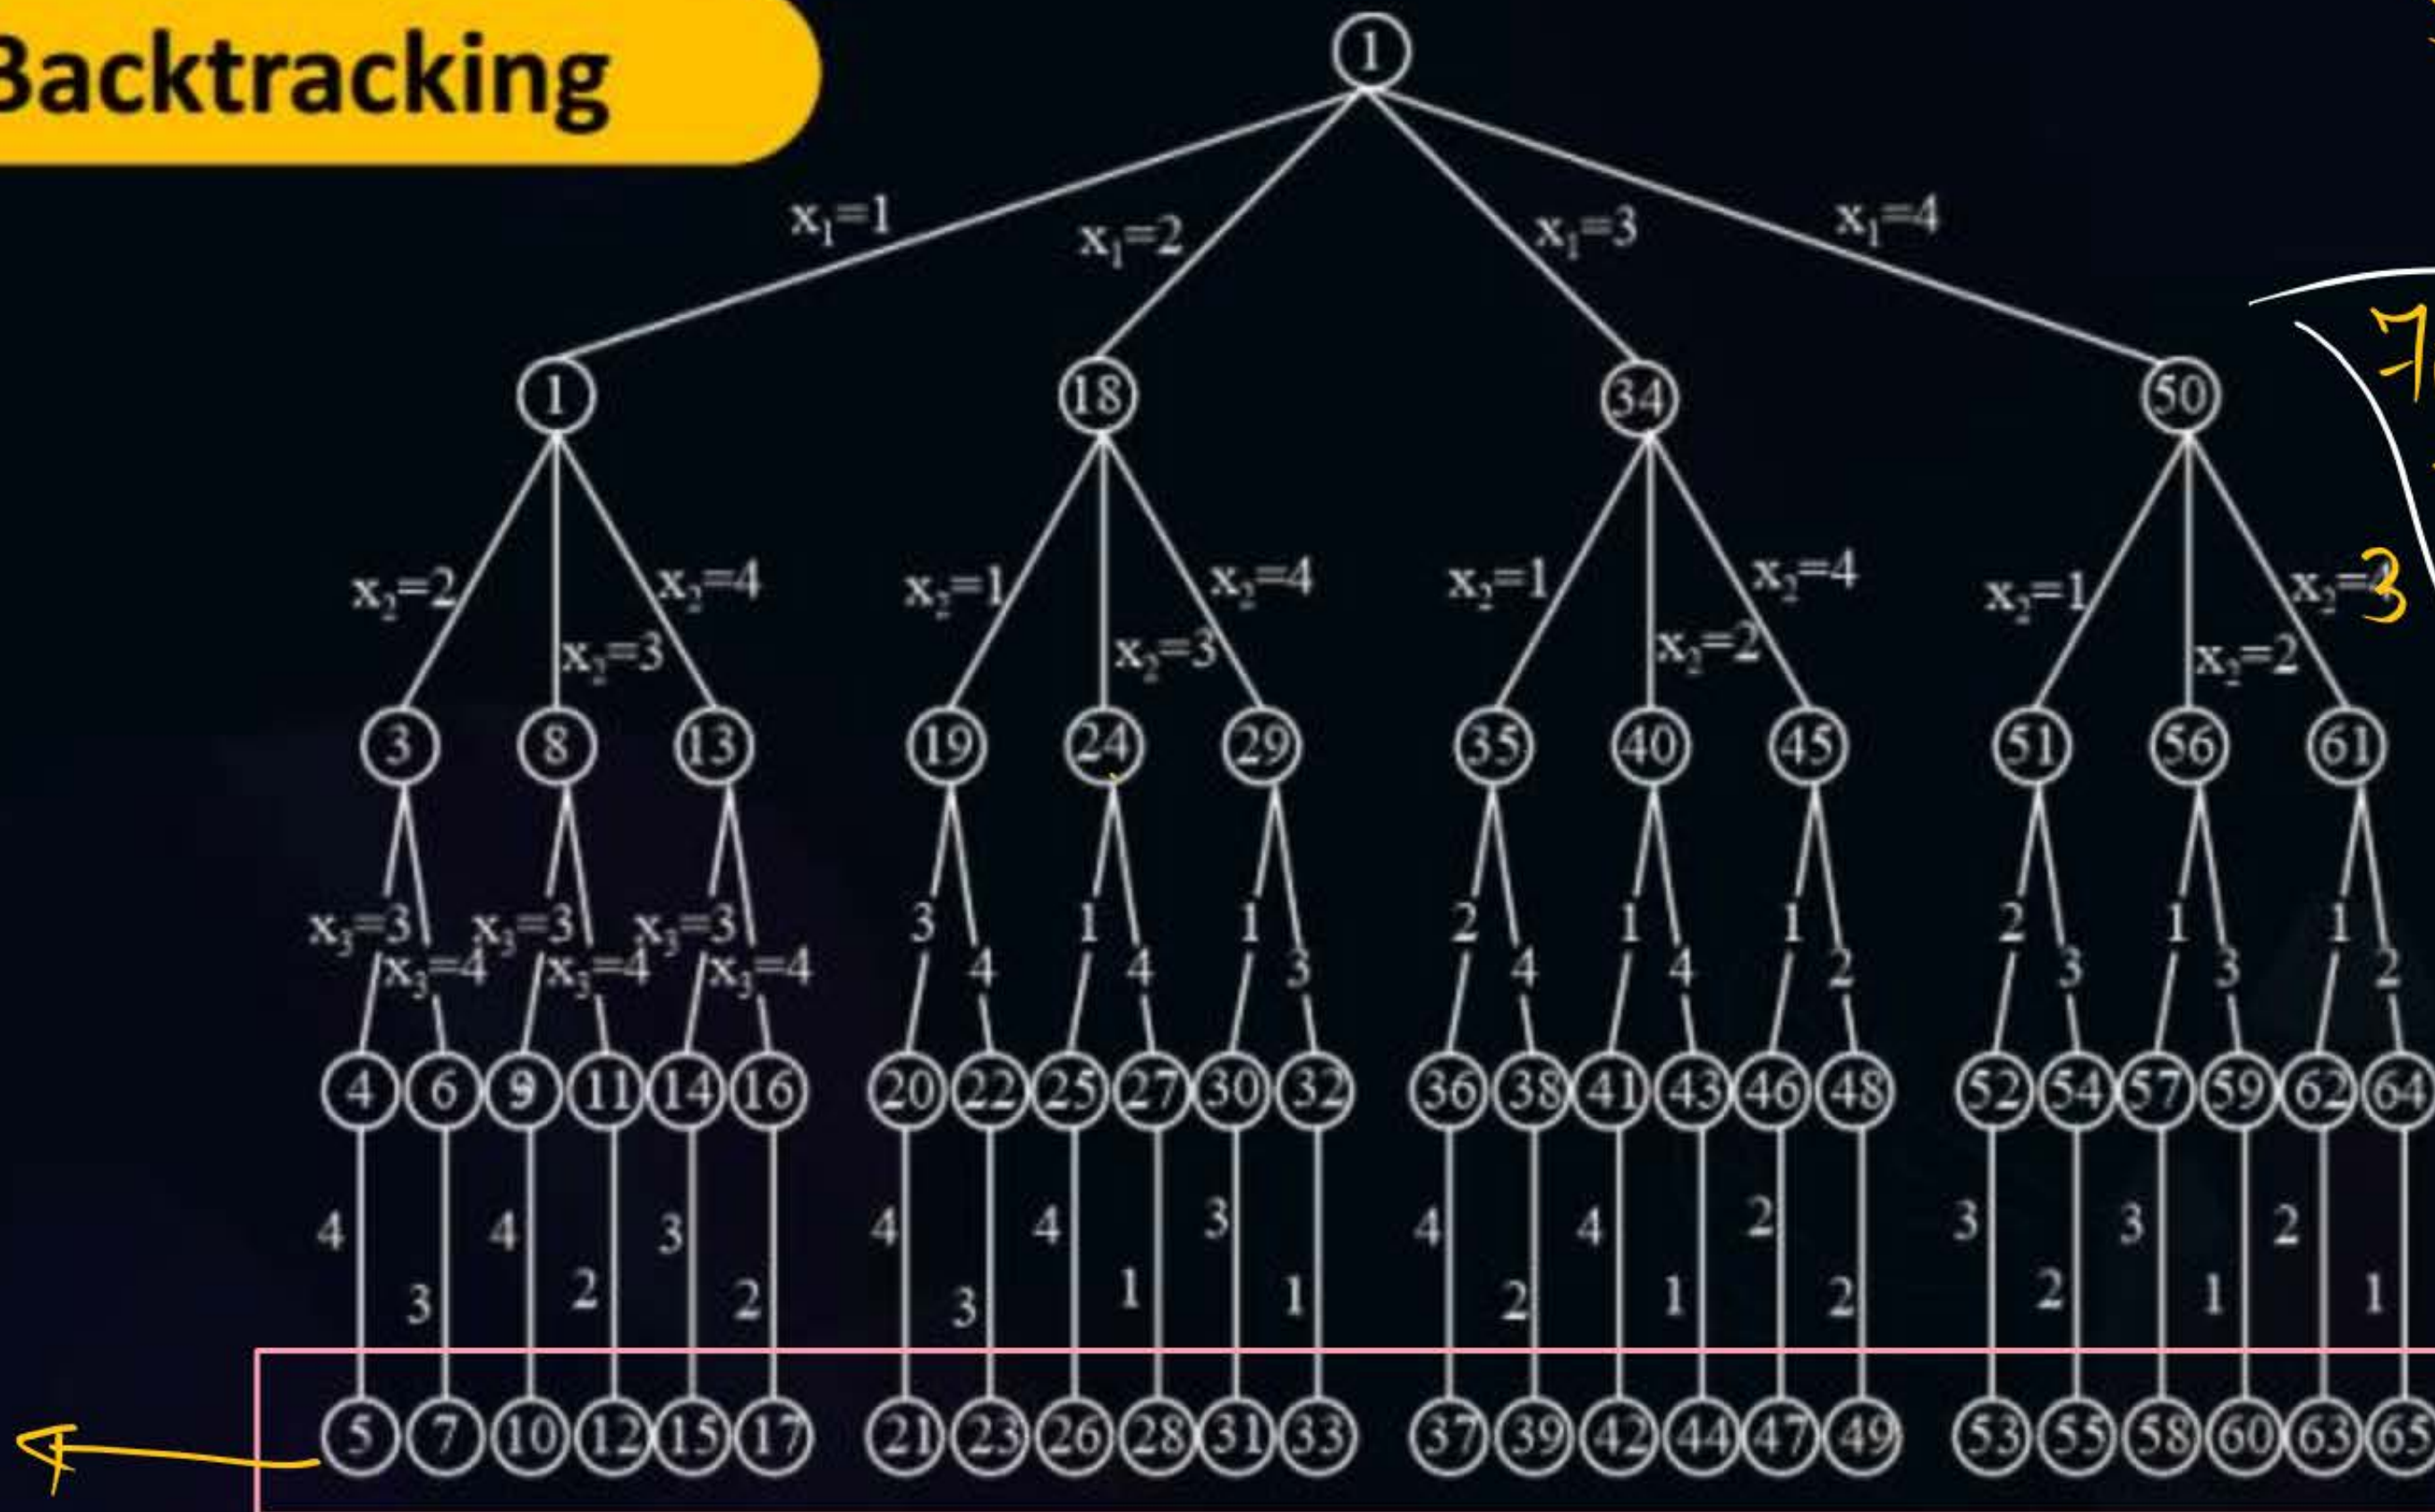 Backtracking
1
x₁=1 x₁=2 x₁=3 x₁=4
1 18 34 50
x₂=2 x₂=3 x₂=4 x₂=1 x₂=3 x₂=4 x₂=1 x₂=2 x₂=4 x₂=1 x₂=2 x₂=3
3 8 13 19 24 29 35 40 45 51 56 61
x₃=3 x₃=4 x₃=3 x₃=4 x₃=3 x₃=4 3 4 1 4 1 3 2 4 1 4 1 2 2 3 1 3 1 2
4 6 9 11 14 16 20 22 25 27 30 32 36 38 41 43 46 48 52 54 57 59 62 64
4 3 4 2 3 2 4 3 4 1 3 1 4 2 4 1 2 2 3 2 3 1 2 1
5 7 10 12 15 17 21 23 26 28 31 33 37 39 42 44 47 49 53 55 58 60 63 65